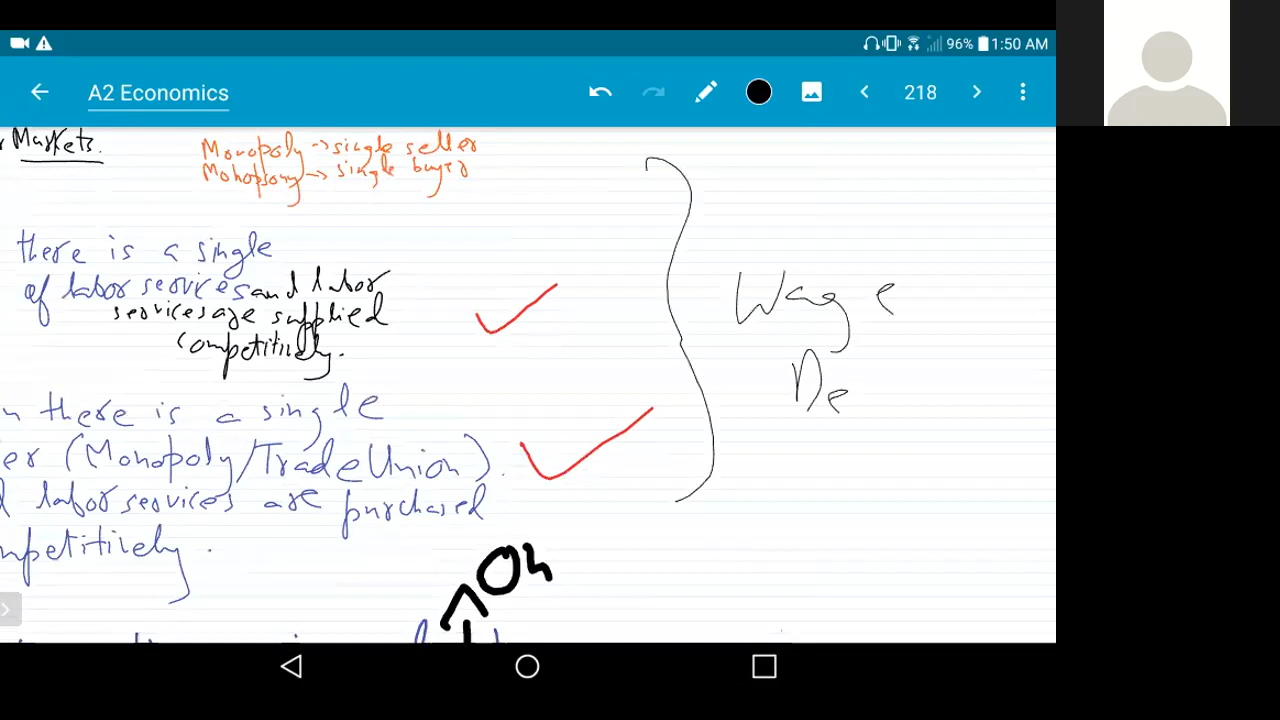 96% 1:50 AM
A2 Economics
218
r Markets.
Monopoly → single seller
Monopsony → single buyer
there is a single
of labor services and labor
services are supplied
competitively.
n there is a single
er (Monopoly/Trade Union).
d labor services are purchased
mpetitively.
Wage
De
On